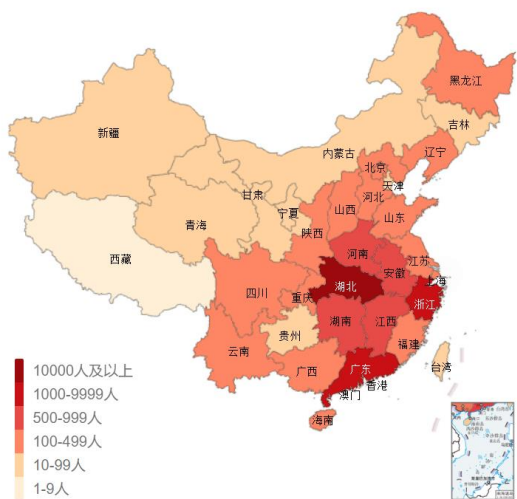 黑龙江
吉林
新疆
内蒙古
辽宁
北京
天津
甘肃
河北
宁夏
山西
山东
青海
陕西
河南
江苏
西藏
安徽
上海
四川
重庆
湖北
浙江
湖南
江西
贵州
福建
云南
台湾
广西
广东
香港
澳门
海南
10000人及以上
1000-9999人
500-999人
100-499人
10-99人
1-9人